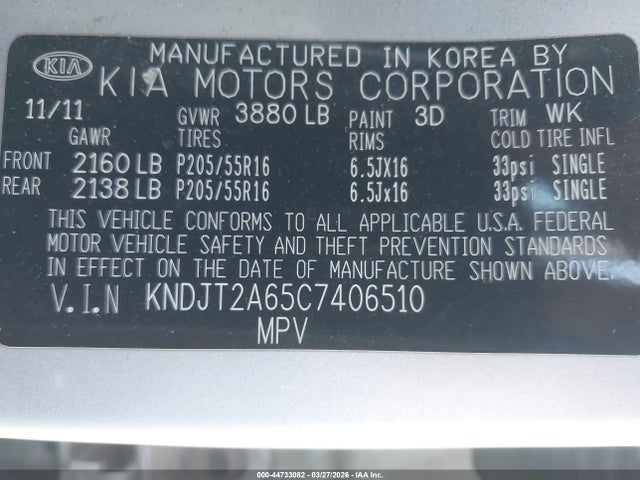 MANUFACTURED IN KOREA BY
KIA KIA MOTORS CORPORATION
11/11 GVWR 3880 LB PAINT 3D TRIM WK
GAWR TIRES RIMS COLD TIRE INFL
FRONT 2160 LB P205/55R16 6.5JX16 33psi SINGLE
REAR 2138 LB P205/55R16 6.5Jx16 33psi SINGLE
THIS VEHICLE CONFORMS TO ALL APPLICABLE U.S.A. FEDERAL
MOTOR VEHICLE SAFETY AND THEFT PREVENTION STANDARDS
IN EFFECT ON THE DATE OF MANUFACTURE SHOWN ABOVE.
V.I.N KNDJT2A65C7406510
MPV
000-44733082 - 03/27/2026 - IAAI.COM